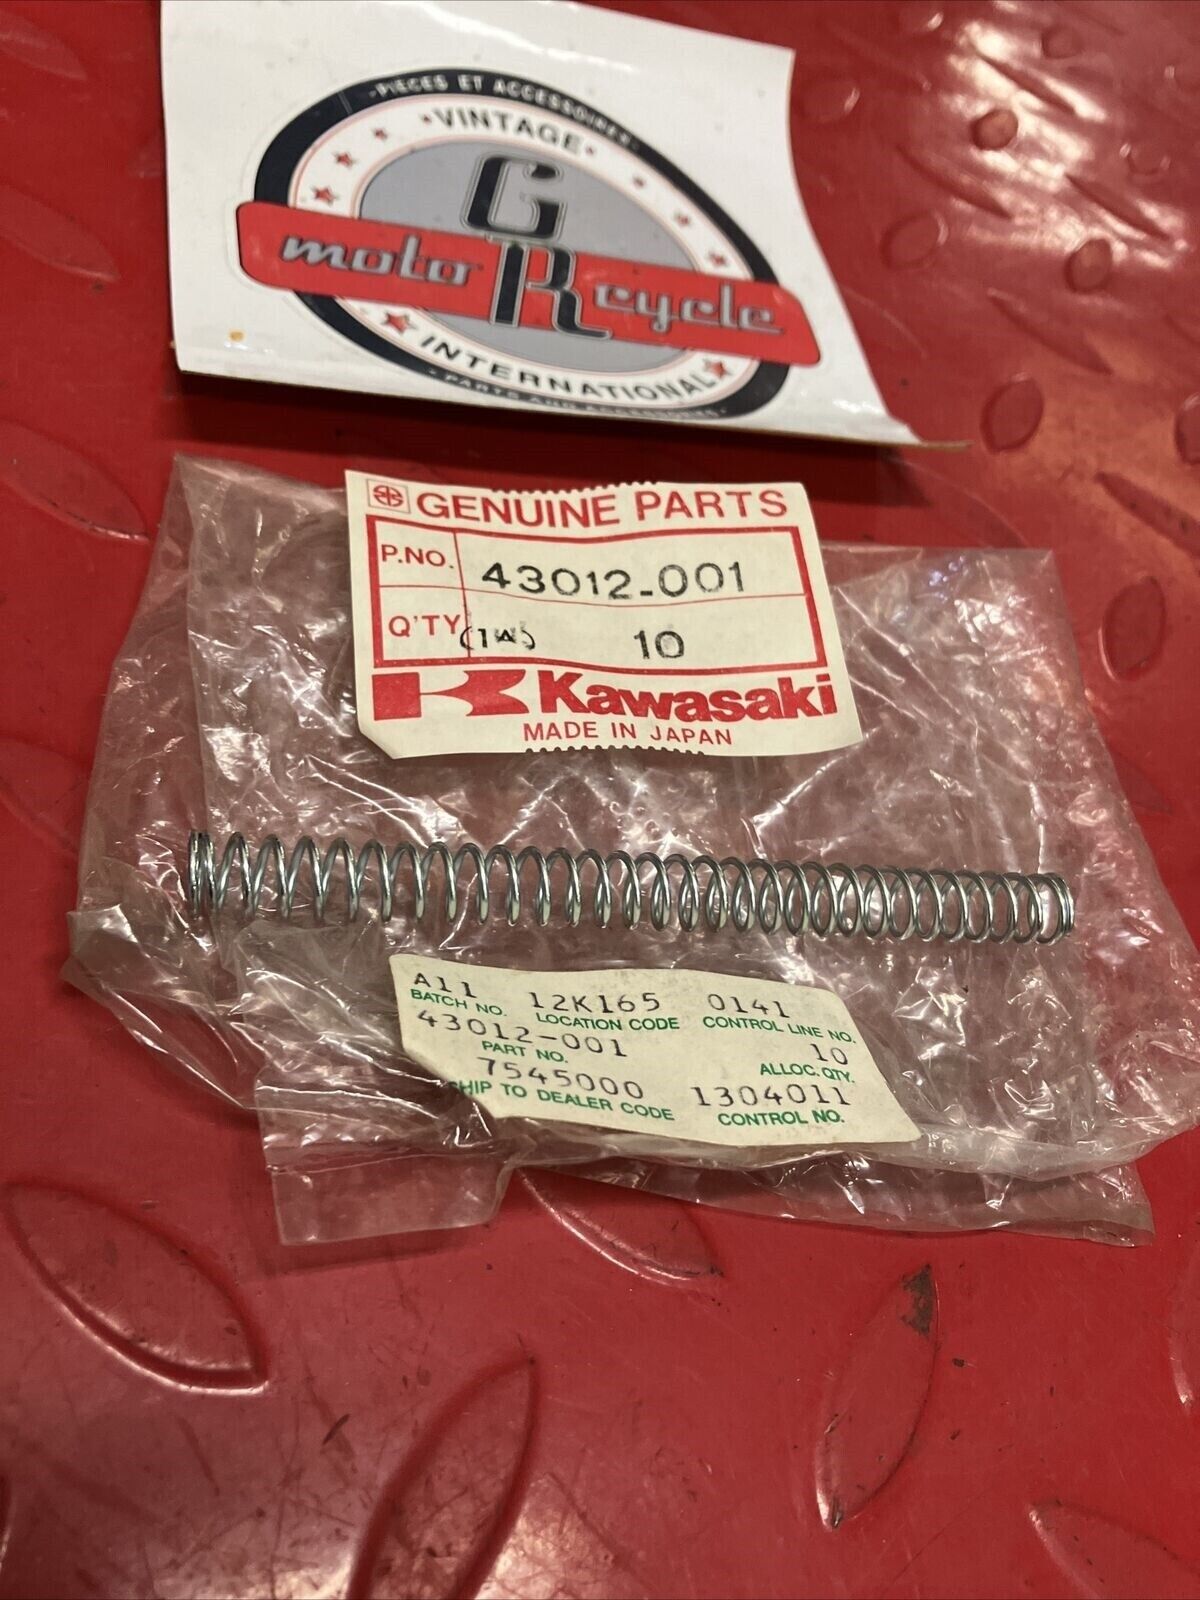 •PIÈCES ET ACCESSOIRES•
•VINTAGE•
GR
moto cycle
INTERNATIONAL
•PARTS AND ACCESSORIES•
GENUINE PARTS
P.NO. 43012-001
Q'TY 10
Kawasaki
MADE IN JAPAN
A11 12K165 0141
BATCH NO. LOCATION CODE CONTROL LINE NO.
43012-001 10
PART NO. ALLOC. QTY.
7545000 1304011
SHIP TO DEALER CODE CONTROL NO.